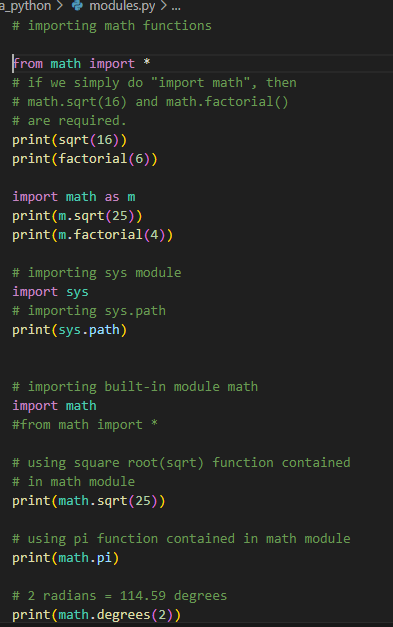 a_python > modules.py > ...
# importing math functions
from math import *
# if we simply do "import math", then
# math.sqrt(16) and math.factorial()
# are required.
print(sqrt(16))
print(factorial(6))
import math as m
print(m.sqrt(25))
print(m.factorial(4))
# importing sys module
import sys
# importing sys.path
print(sys.path)
# importing built-in module math
import math
#from math import *
# using square root(sqrt) function contained
# in math module
print(math.sqrt(25))
# using pi function contained in math module
print(math.pi)
# 2 radians = 114.59 degrees
print(math.degrees(2))